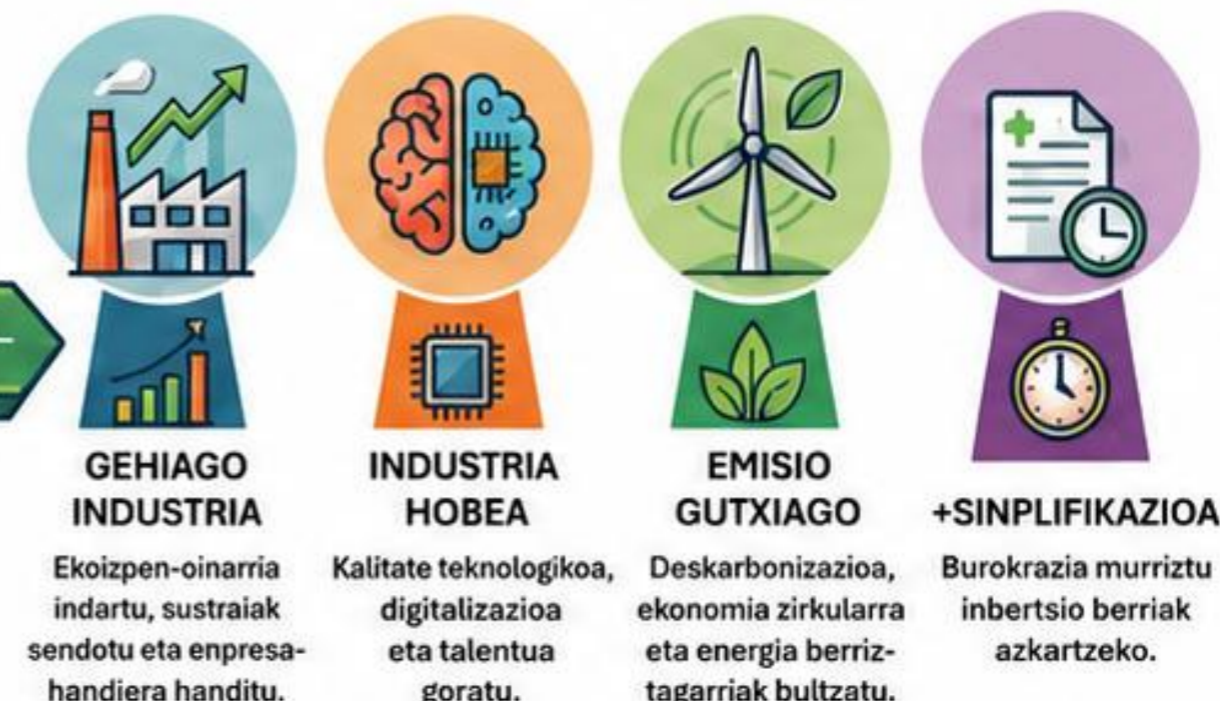 GEHIAGO
INDUSTRIA
Ekoizpen-oinarria
indartu, sustraiak
sendotu eta enpresa-
handiera handitu.
INDUSTRIA
HOBEA
Kalitate teknologikoa,
digitalizazioa
eta talentua
goratu.
EMISIO
GUTXIAGO
Deskarbonizazioa,
ekonomia zirkularra
eta energia berriz-
tagarriak bultzatu.
+SINPLIFIKAZIOA
Burokrazia murriztu
inbertsio berriak
azkartzeko.